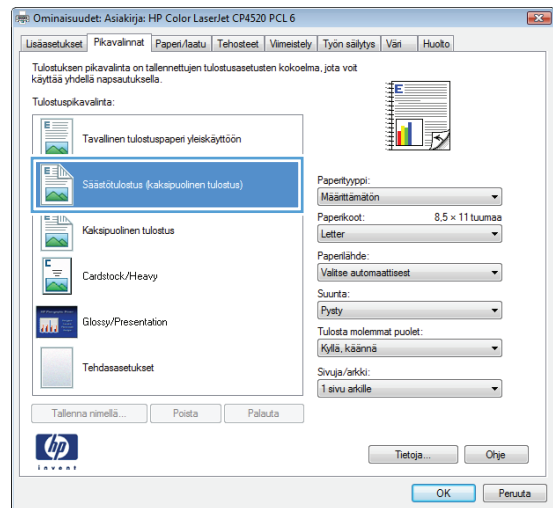 Ominaisuudet: Asiakirja: HP Color LaserJet CP4520 PCL 6
Lisäasetukset Pikavalinnat Paperi/laatu Tehosteet Viimeistely Työn säilytys Väri Huolto
Tulostuksen pikavalinta on tallennettujen tulostusasetusten kokoelma, jota voit
käyttää yhdellä napsautuksella.
Tulostuspikavalinta:
Tavallinen tulostuspaperi yleiskäyttöön
Säästötulostus (kaksipuolinen tulostus)
Kaksipuolinen tulostus
Cardstock/Heavy
Glossy/Presentation
Tehdasasetukset
Tallenna nimellä... Poista Palauta
Paperityyppi:
Määrittämätön
Paperikoot: 8,5 × 11 tuumaa
Letter
Paperilähde:
Valitse automaattisest
Suunta:
Pysty
Tulosta molemmat puolet:
Kyllä, käännä
Sivuja/arkki:
1 sivu arkille
hp
invent
Tietoja... Ohje
OK Peruuta